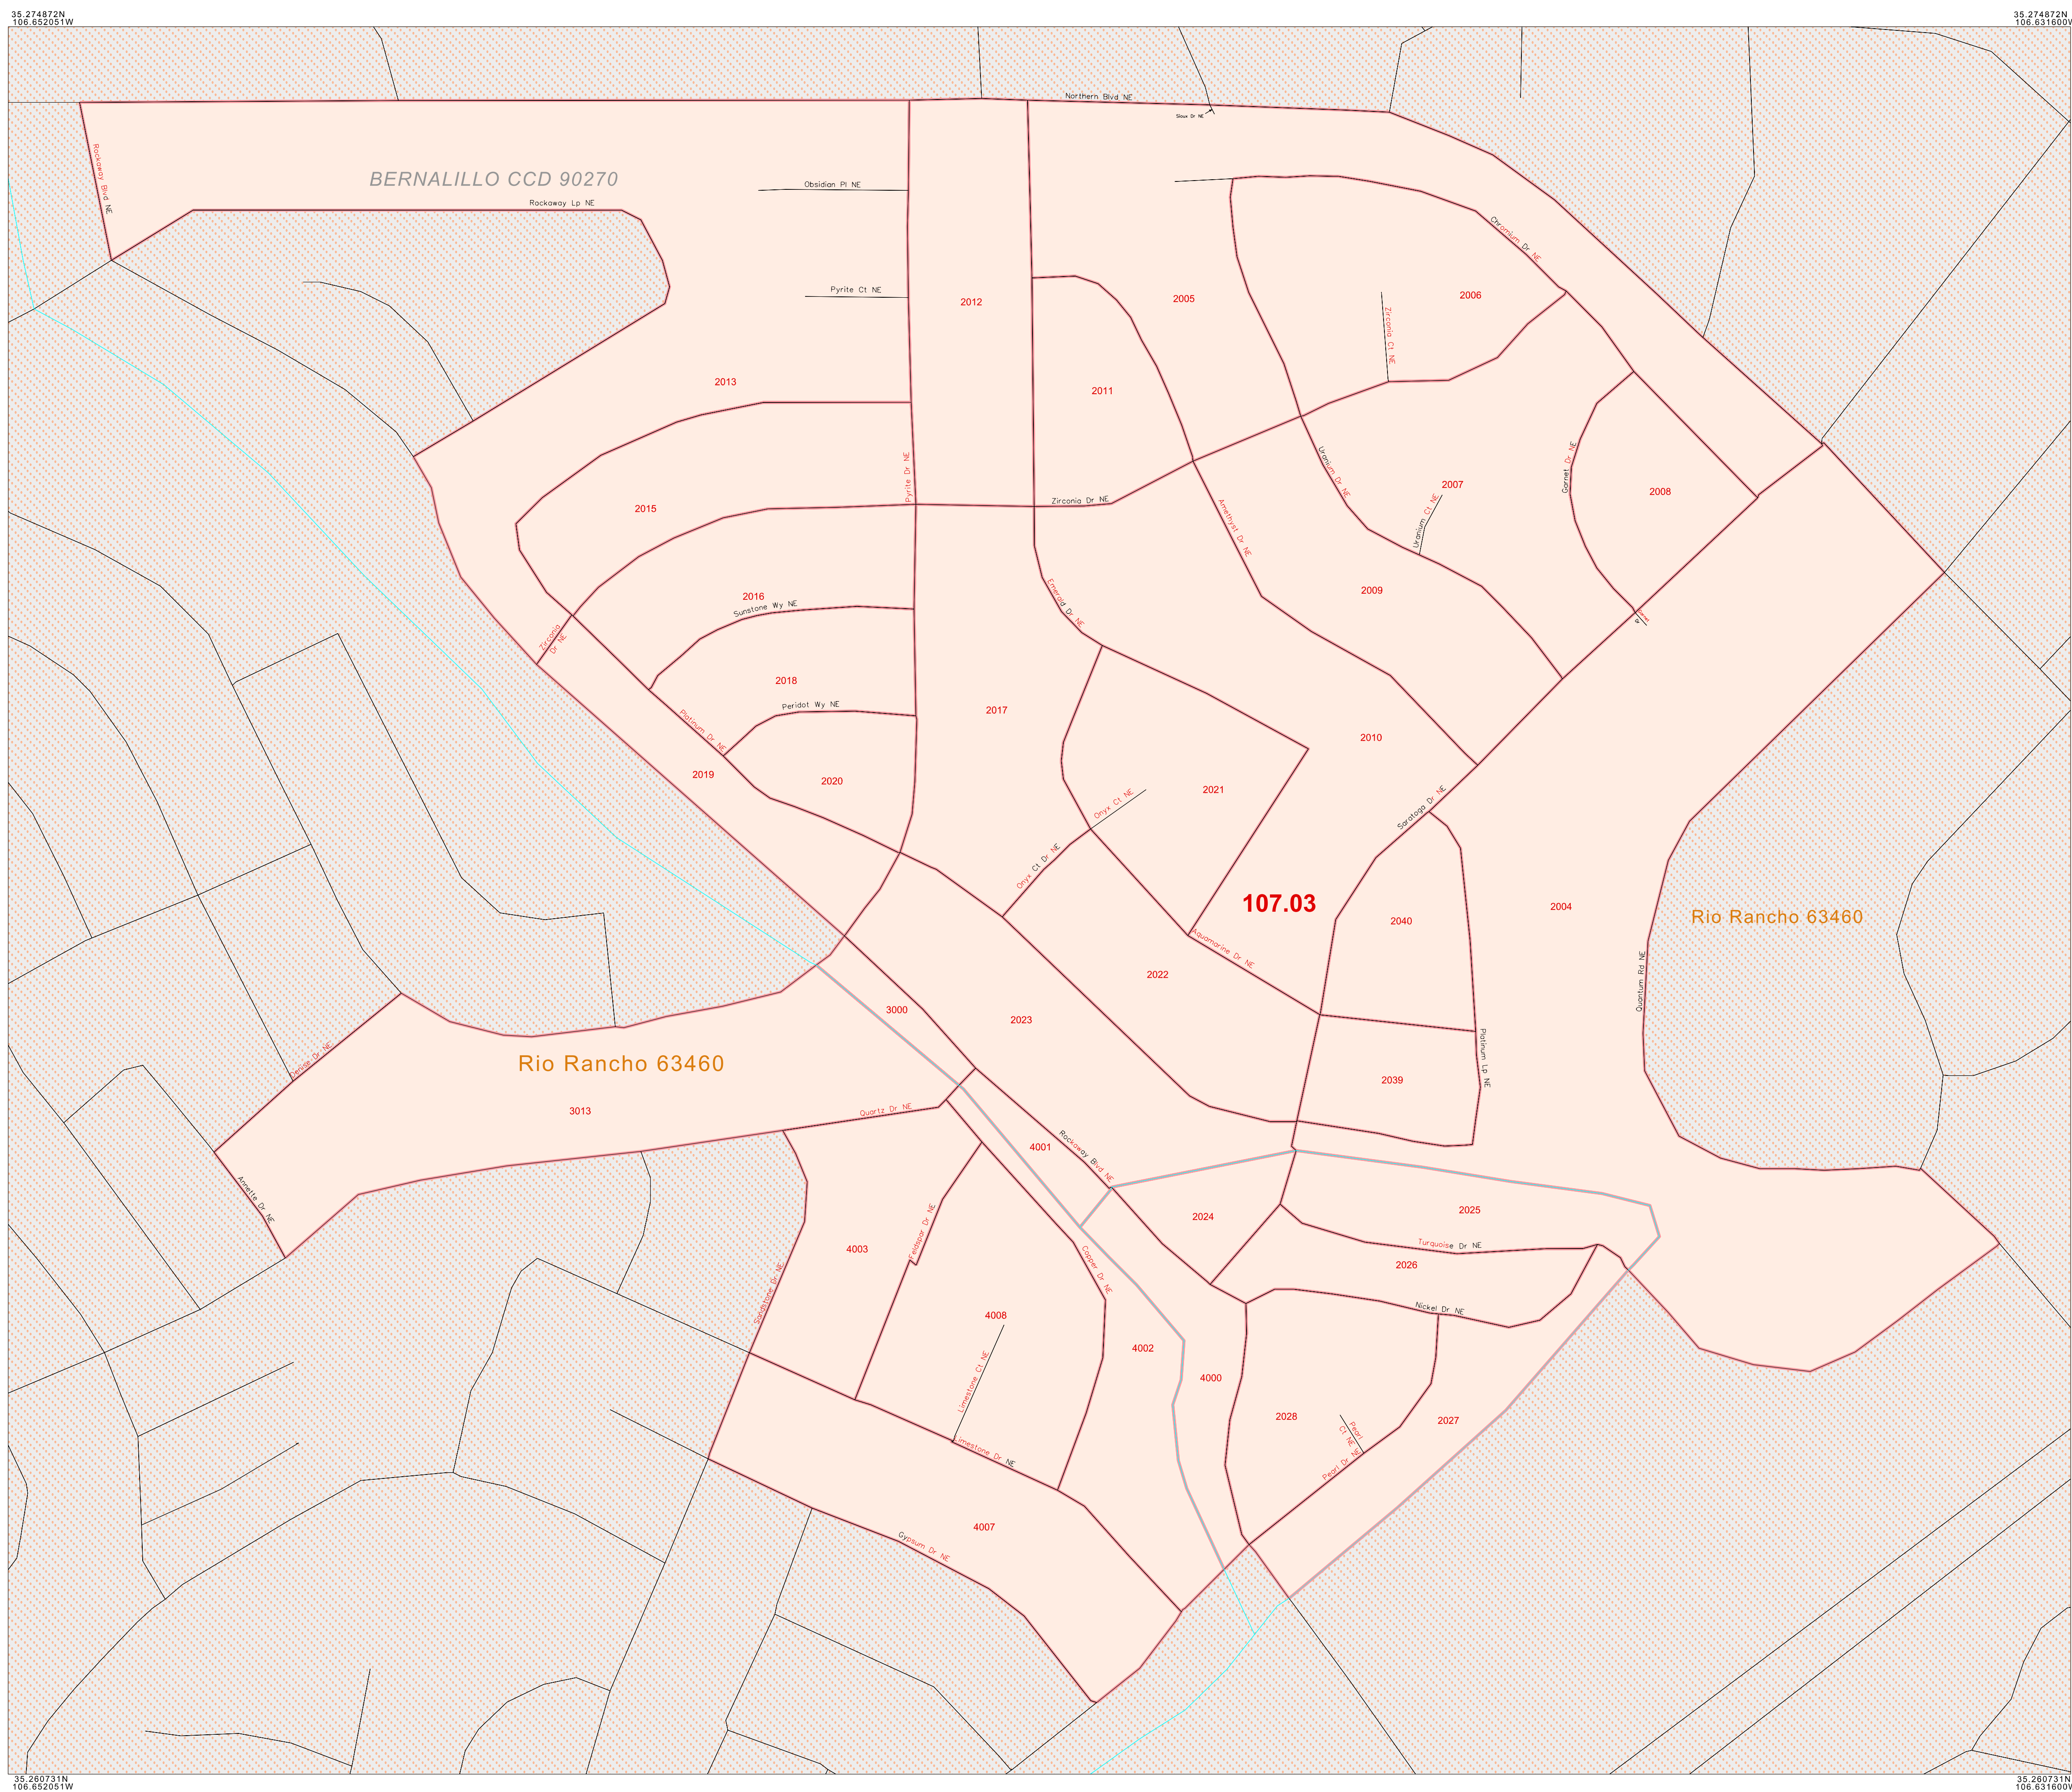 35.274872N
106.652051W
35.274872N
106.631600W
Northern Blvd NE
Sioux Dr NE
Rockaway Blvd NE
BERNALILLO CCD 90270
Obsidian Pl NE
Rockaway Lp NE
Chromium Dr NE
Pyrite Ct NE
2012
2005
2006
Zirconia Ct NE
2013
2011
Pyrite Dr NE
Uranium Dr NE
Garnet Dr NE
2007
2008
Zirconia Dr NE
2015
Amethyst Dr NE
Uranium Ct NE
2016
Sunstone Wy NE
Emerald Dr NE
2009
Garnet
Dr
Zirconia
Dr NE
2018
Peridot Wy NE
2017
Platinum Dr NE
2010
2019
2020
2021
Onyx Ct NE
Saratoga Dr NE
Onyx Ct Dr NE
107.03
2040
2004
Rio Rancho 63460
Aquamarine Dr NE
2022
Quantum Rd NE
3000
2023
Platinum Lp NE
Denise Dr NE
Rio Rancho 63460
2039
3013
Quartz Dr NE
4001
Rockaway Blvd NE
Annette Dr NE
2024
2025
Feldspar Dr NE
4003
Turquoise Dr NE
2026
Copper Dr NE
Sandstone Dr NE
4008
Nickel Dr NE
4002
4000
Limestone Ct NE
2028
2027
Pearl
Ct NE
Limestone Dr NE
Pearl Dr NE
4007
Gypsum Dr NE
35.260731N
106.652051W
35.260731N
106.631600W